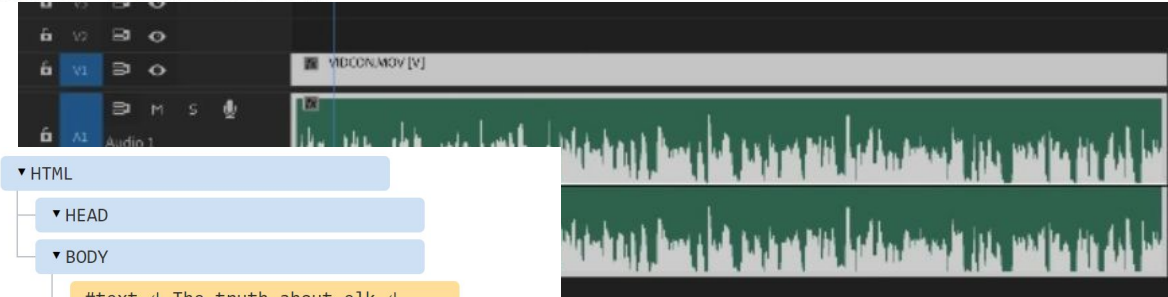 V2
V1
VIDCON.MOV [V]
M S
A1
Audio 1
HTML
HEAD
BODY
#text The truth about elk